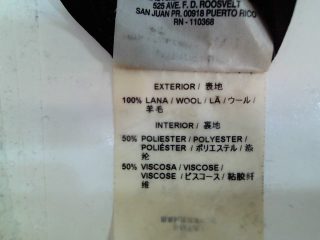 525 AVE. F. D. ROOSVELT
SAN JUAN PR. 00918 PUERTO RICO
RN - 110368
EXTERIOR / 表地
100% LANA / WOOL / LÃ / ウール /
羊毛
INTERIOR / 裏地
50% POLIESTER / POLYESTER /
POLIÉSTER / ポリエステル / 涤
纶
50% VISCOSA / VISCOSE /
VISCOSE / ビスコース / 粘胶纤
维